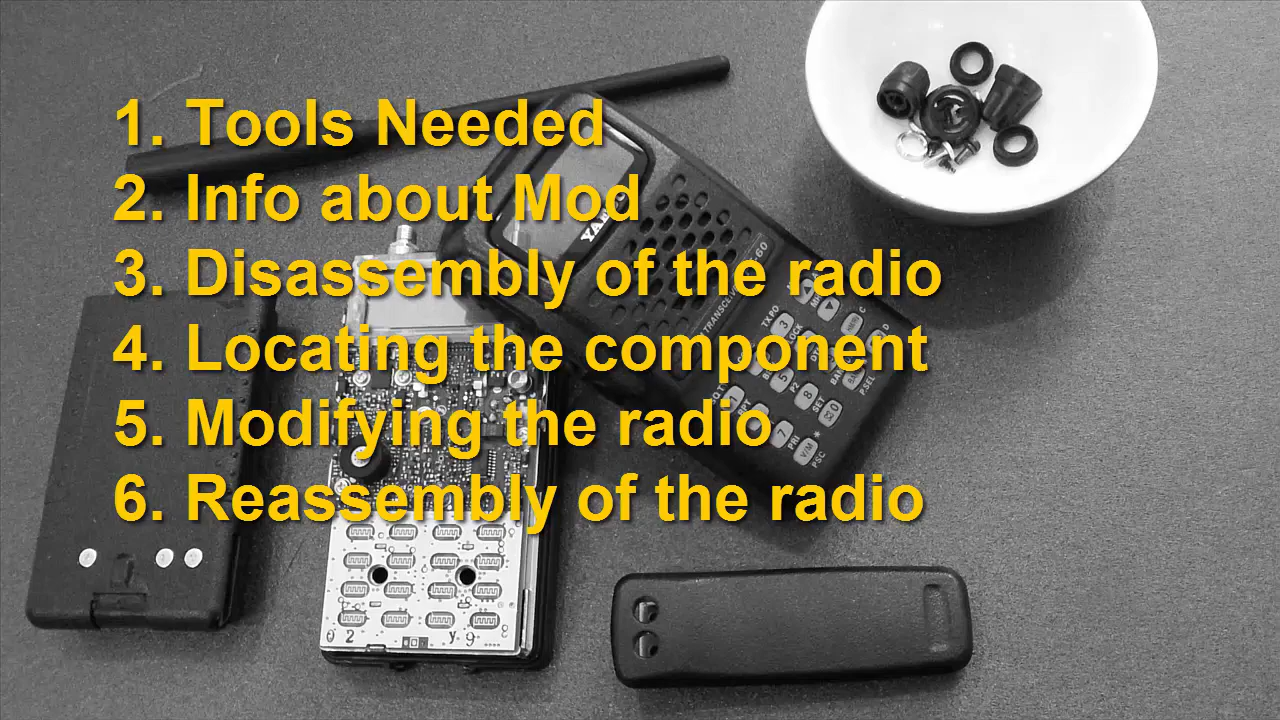 1. Tools Needed
2. Info about Mod
3. Disassembly of the radio
4. Locating the component
5. Modifying the radio
6. Reassembly of the radio